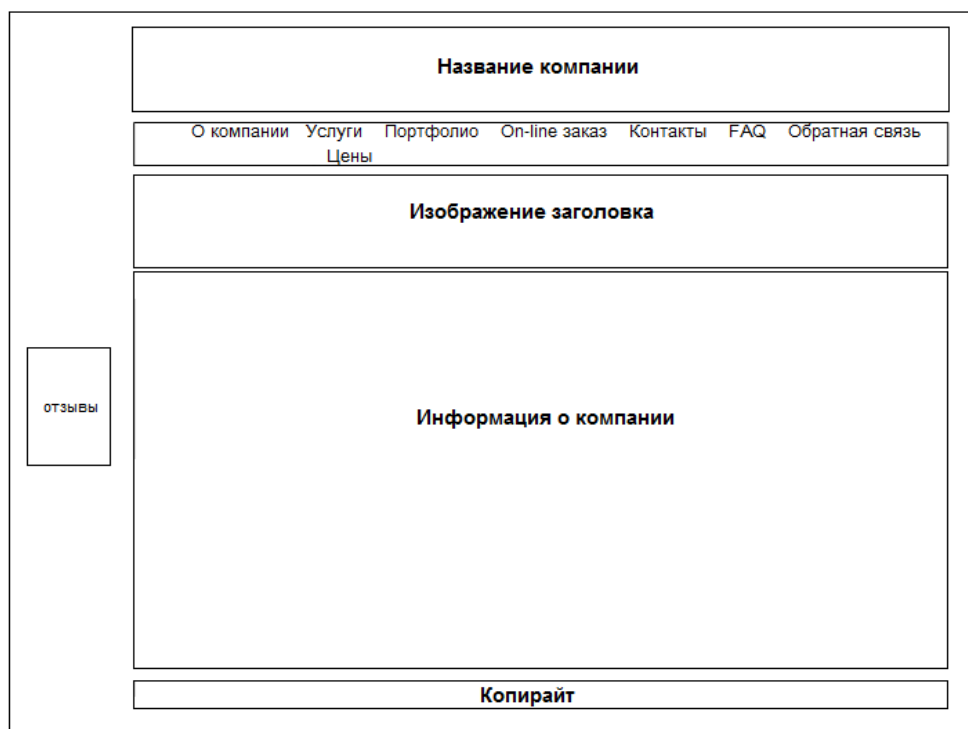 Название компании
О компании Услуги Портфолио On-line заказ Контакты FAQ Обратная связь
Цены
Изображение заголовка
отзывы
Информация о компании
Копирайт